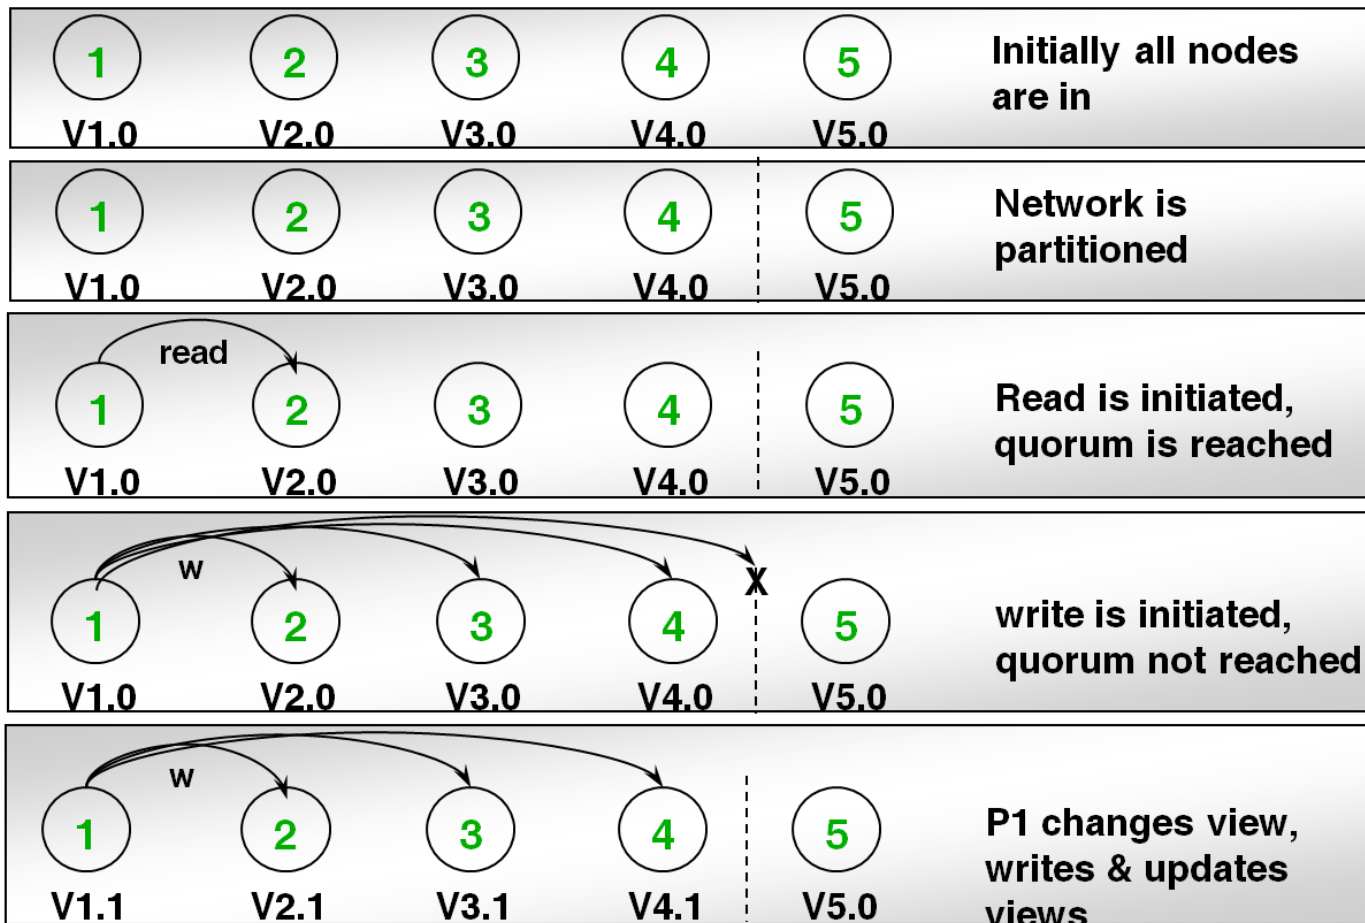 1 2 3 4 5
V1.0 V2.0 V3.0 V4.0 V5.0
Initially all nodes
are in
1 2 3 4 5
V1.0 V2.0 V3.0 V4.0 V5.0
Network is
partitioned
read
1 2 3 4 5
V1.0 V2.0 V3.0 V4.0 V5.0
Read is initiated,
quorum is reached
w
X
1 2 3 4 5
V1.0 V2.0 V3.0 V4.0 V5.0
write is initiated,
quorum not reached
w
1 2 3 4 5
V1.1 V2.1 V3.1 V4.1 V5.0
P1 changes view,
writes & updates
views